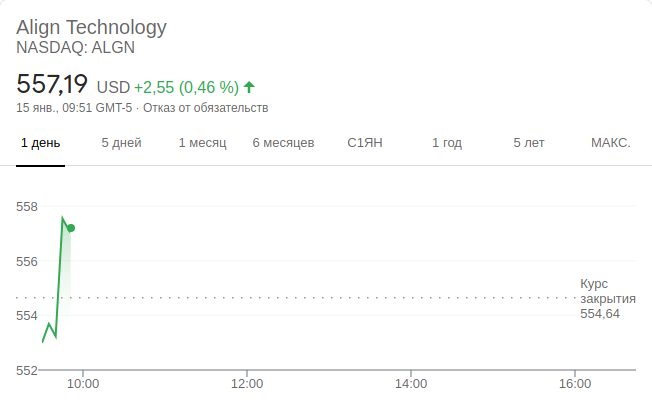 Align Technology
NASDAQ: ALGN
557,19 USD +2,55 (0,46 %)
15 янв., 09:51 GMT-5 · Отказ от обязательств
1 день 5 дней 1 месяц 6 месяцев С1ЯН 1 год 5 лет МАКС.
558
556
Курс
закрытия
554,64
554
552
10:00 12:00 14:00 16:00